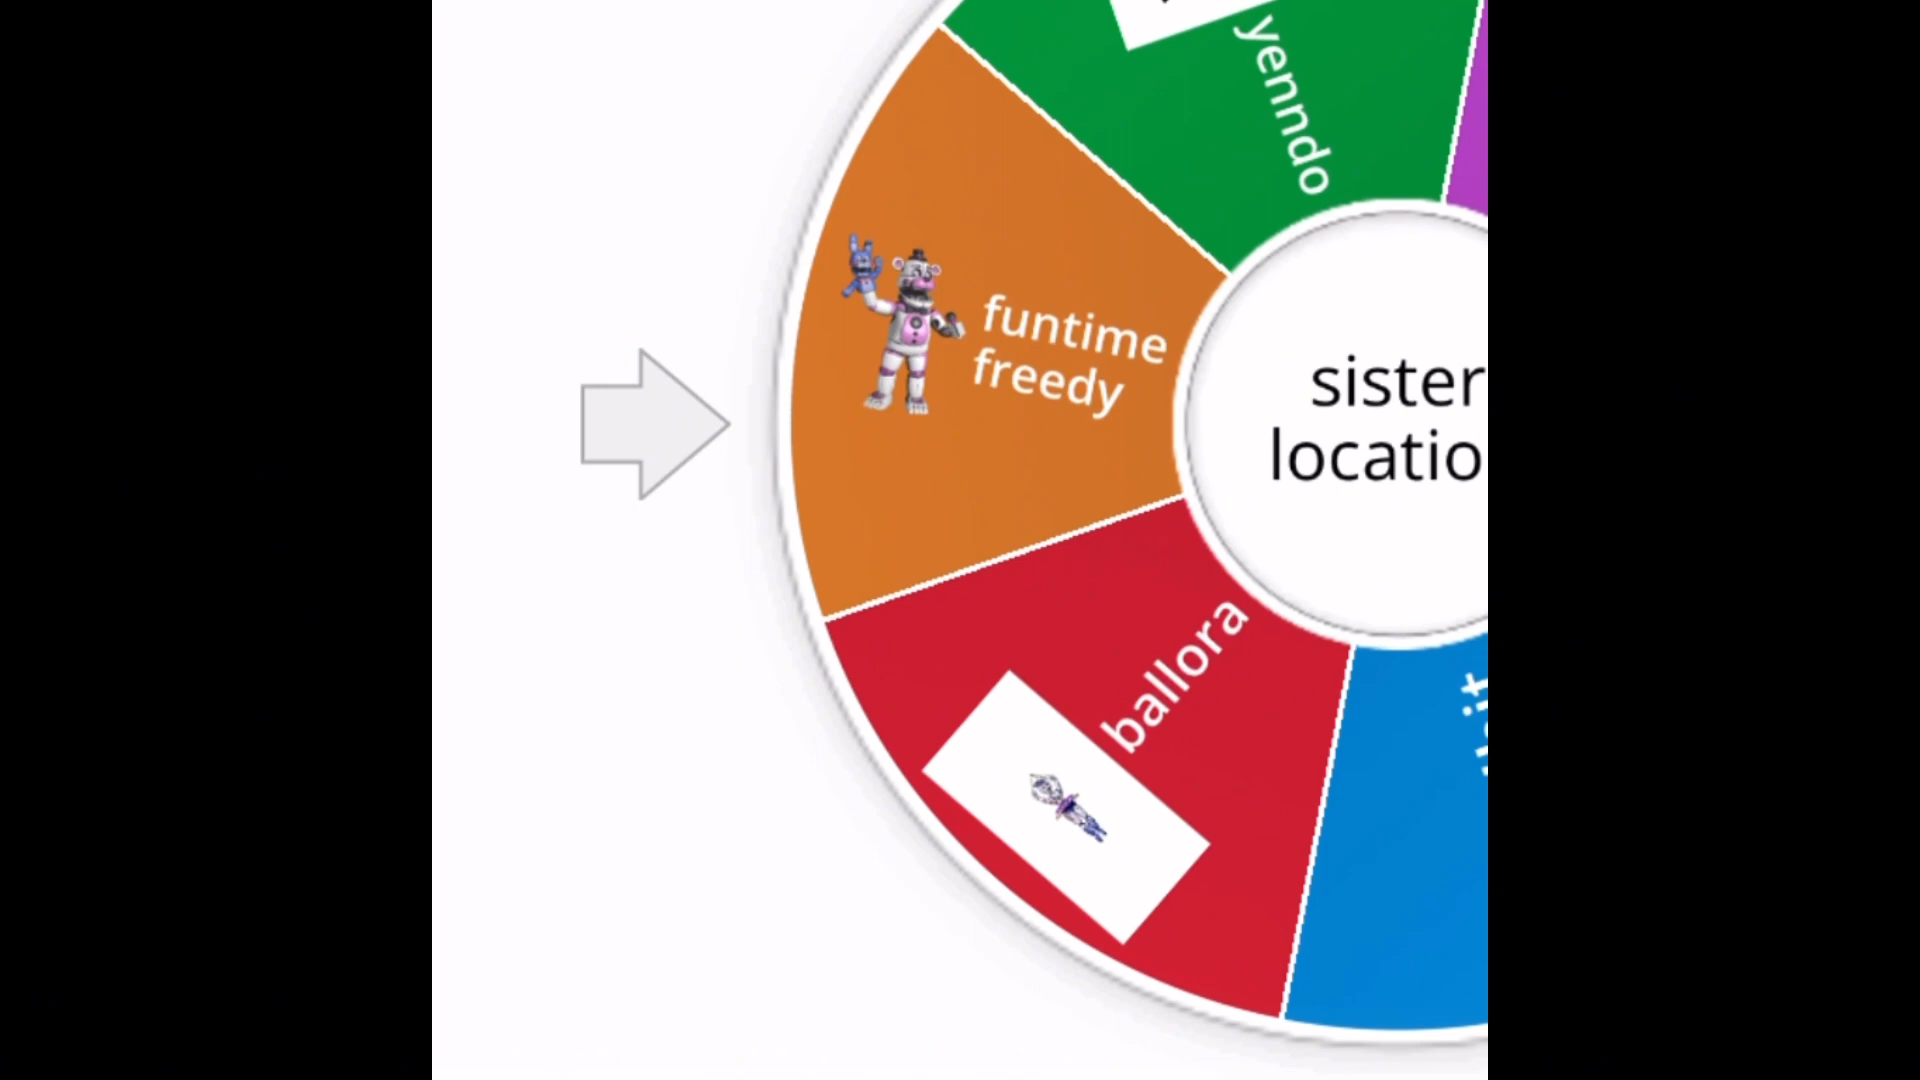 yenndo
funtime
freedy
sister
locatio
ballora